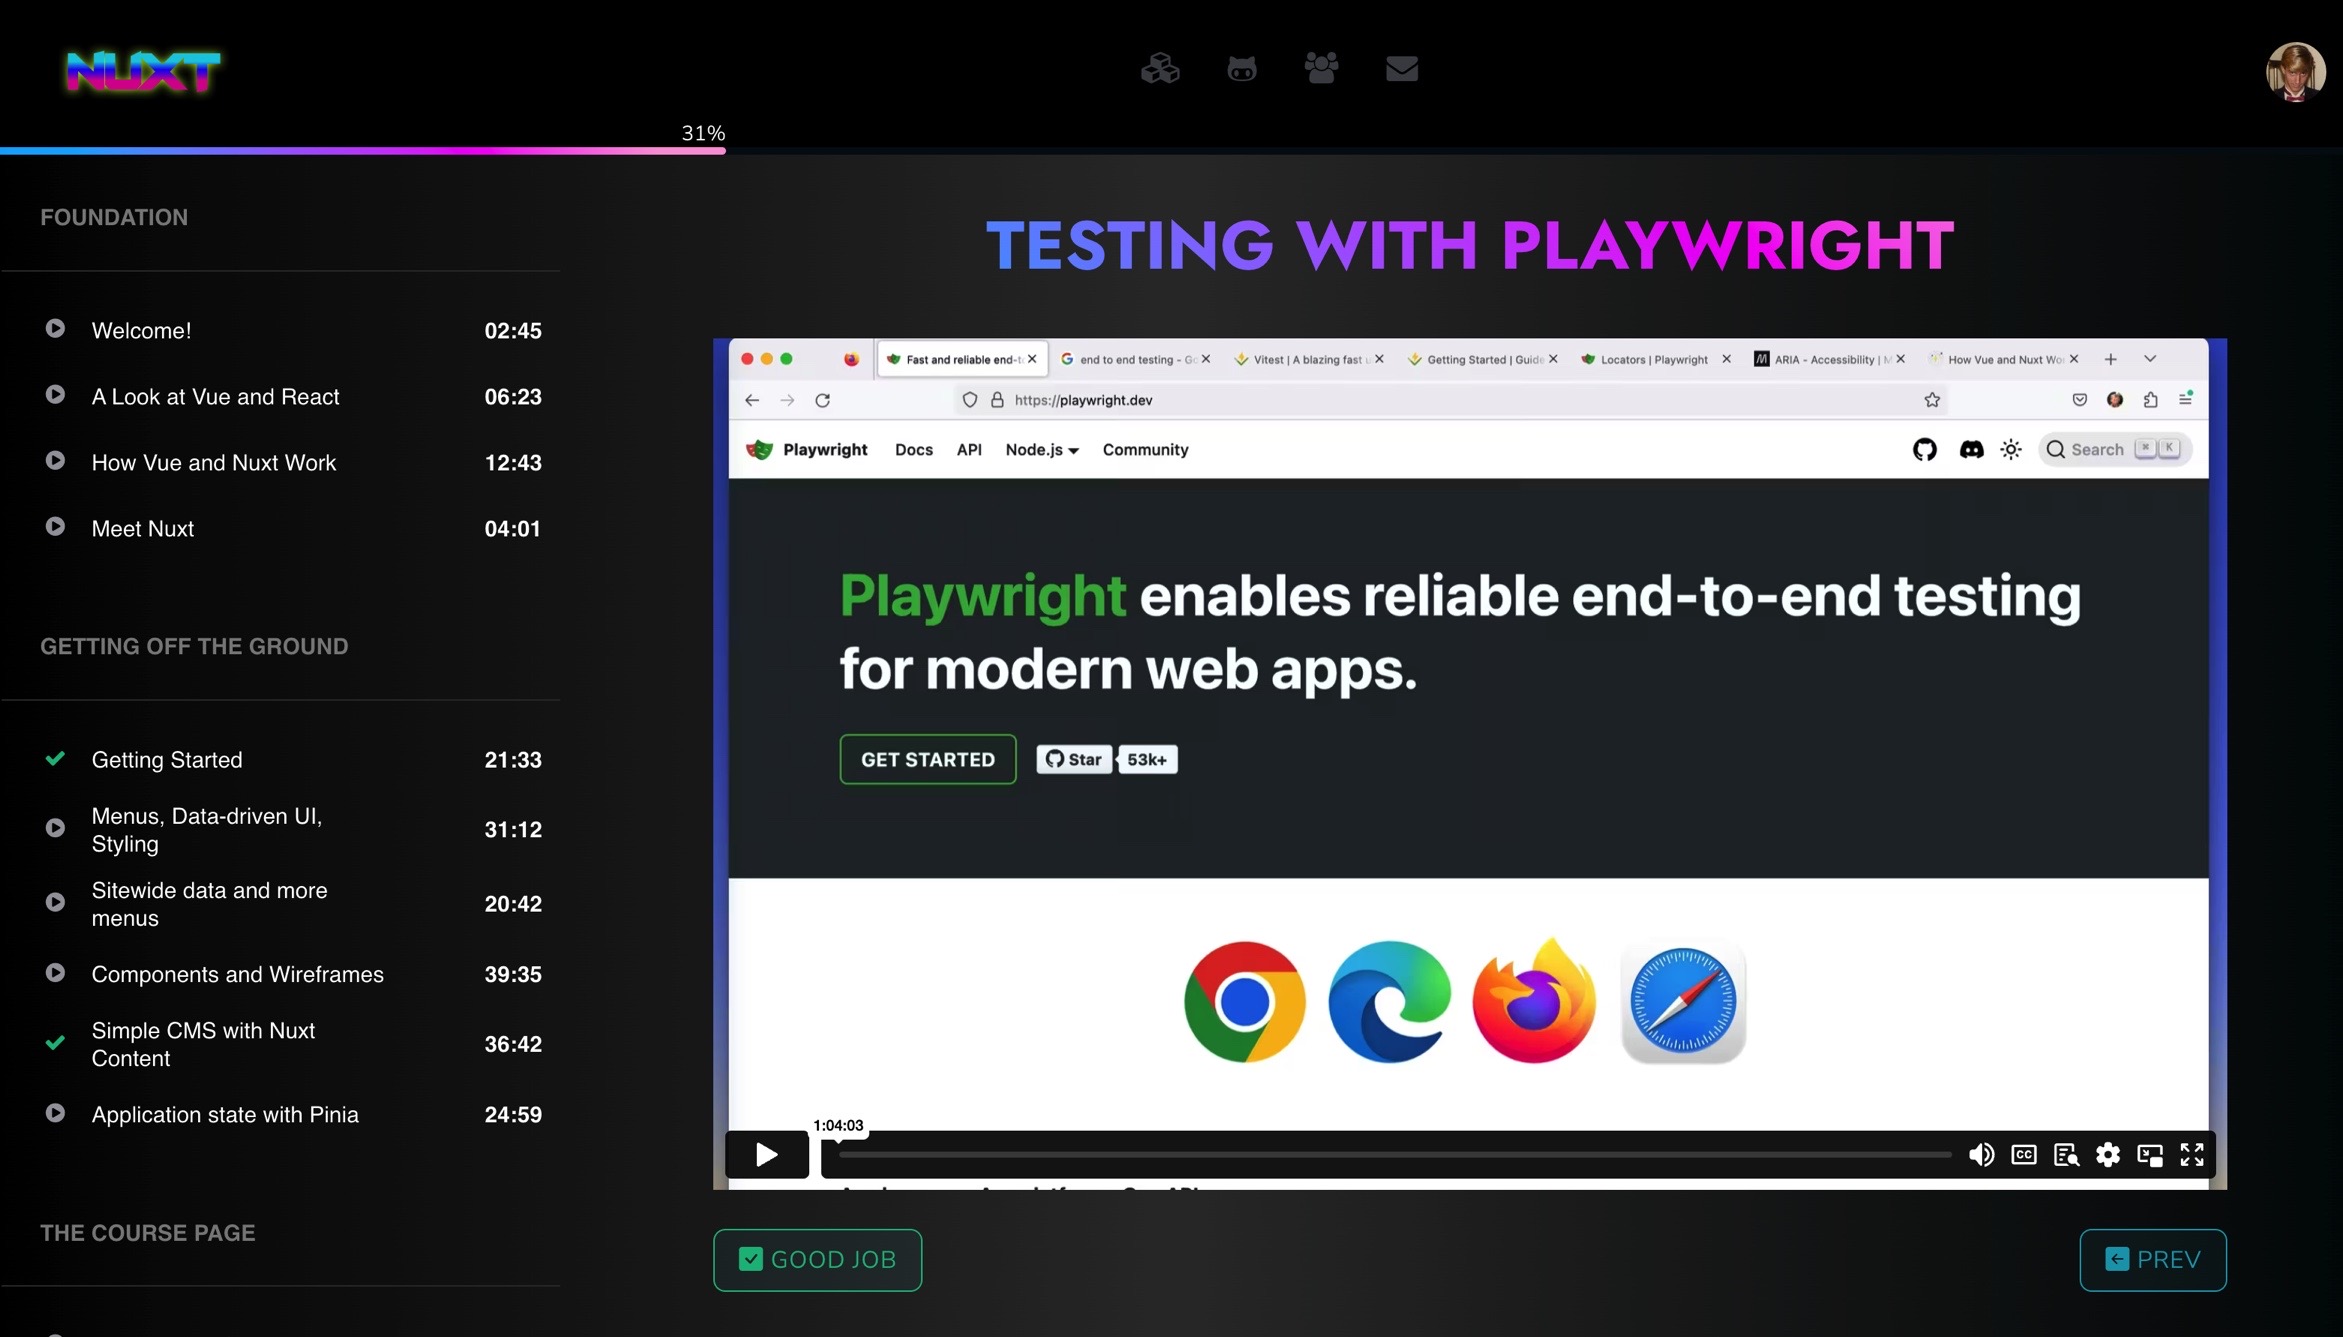 NUXT
31%
FOUNDATION
Welcome! 02:45
A Look at Vue and React 06:23
How Vue and Nuxt Work 12:43
Meet Nuxt 04:01
GETTING OFF THE GROUND
Getting Started 21:33
Menus, Data-driven UI,
Styling 31:12
Sitewide data and more
menus 20:42
Components and Wireframes 39:35
Simple CMS with Nuxt
Content 36:42
Application state with Pinia 24:59
THE COURSE PAGE
TESTING WITH PLAYWRIGHT
Fast and reliable end-t end to end testing - Go Vitest | A blazing fast u Getting Started | Guide Locators | Playwright ARIA - Accessibility | M How Vue and Nuxt Wo
https://playwright.dev
Playwright Docs API Node.js Community Search ⌘ K
Playwright enables reliable end-to-end testing
for modern web apps.
GET STARTED Star 53k+
1:04:03
CC
GOOD JOB
PREV